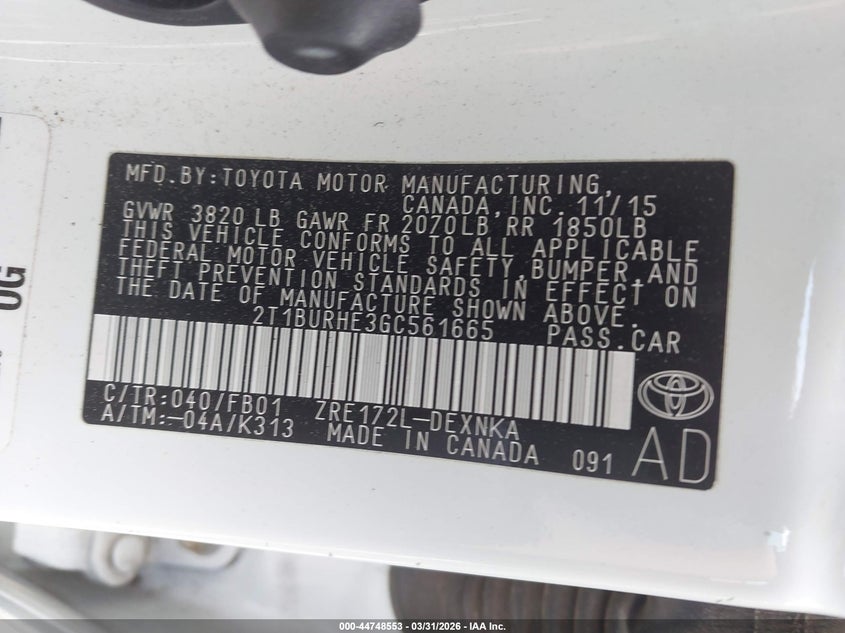 MFD.BY:TOYOTA MOTOR MANUFACTURING,
CANADA,INC. 11/15
GVWR 3820 LB GAWR FR 2070LB RR 1850LB
THIS VEHICLE CONFORMS TO ALL APPLICABLE
FEDERAL MOTOR VEHICLE SAFETY,BUMPER,AND
THEFT PREVENTION STANDARDS IN EFFECT ON
THE DATE OF MANUFACTURE SHOWN ABOVE.
2T1BURHE3GC561665 PASS.CAR
C/TR:040/FB01 ZRE172L-DEXNKA
A/TM:-04A/K313 MADE IN CANADA 091 AD
000-44748553 — 03/31/2026 — IAA Inc.